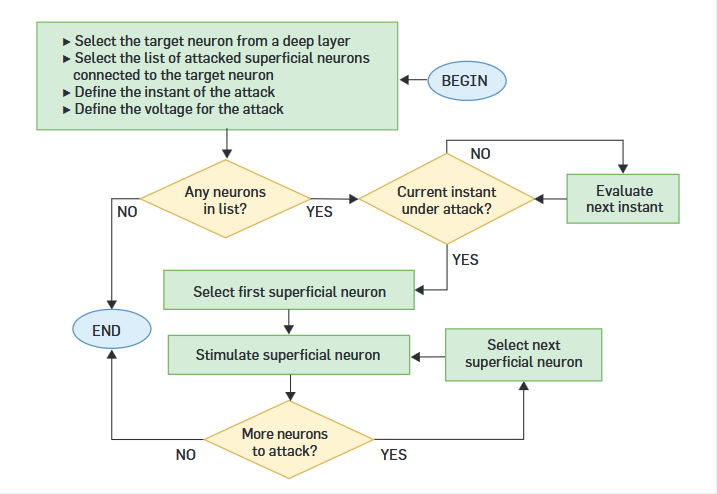 ▶ Select the target neuron from a deep layer
▶ Select the list of attacked superficial neurons
connected to the target neuron
▶ Define the instant of the attack
▶ Define the voltage for the attack
BEGIN
Any neurons
in list?
NO
YES
Current instant
under attack?
NO
YES
Evaluate
next instant
Select first superficial neuron
END
Stimulate superficial neuron
Select next
superficial neuron
More neurons
to attack?
NO
YES